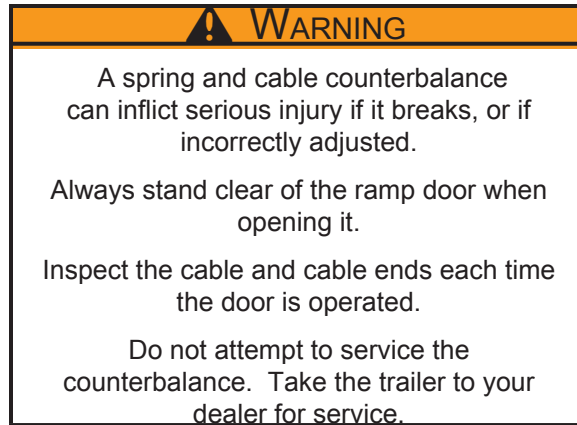 WARNING
A spring and cable counterbalance
can inflict serious injury if it breaks, or if
incorrectly adjusted.
Always stand clear of the ramp door when
opening it.
Inspect the cable and cable ends each time
the door is operated.
Do not attempt to service the
counterbalance.  Take the trailer to your
dealer for service.